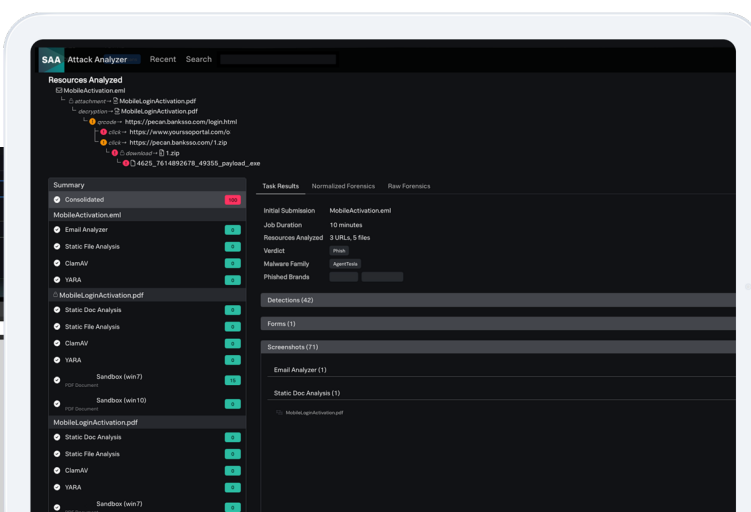 SAA Attack Analyzer Recent Search
Resources Analyzed
MobileActivation.eml
attachment→ MobileLoginActivation.pdf
decryption→ MobileLoginActivation.pdf
qrcode→ https://pecan.banksso.com/login.html
click→ https://www.yourssoportal.com/o
click→ https://pecan.banksso.com/1.zip
download→ 1.zip
4625_7614892678_49355_payload_exe
Summary
Consolidated 100
MobileActivation.eml
Email Analyzer 0
Static File Analysis 0
ClamAV 0
YARA 0
MobileLoginActivation.pdf
Static Doc Analysis 0
Static File Analysis 0
ClamAV 0
YARA 0
Sandbox (win7) 15
PDF Document
Sandbox (win10) 0
PDF Document
MobileLoginActivation.pdf
Static Doc Analysis 0
Static File Analysis 0
ClamAV 0
YARA 0
Sandbox (win7) 0
PDF Document
Task Results Normalized Forensics Raw Forensics
Initial Submission MobileActivation.eml
Job Duration 10 minutes
Resources Analyzed 3 URLs, 5 files
Verdict Phish
Malware Family AgentTesla
Phished Brands
Detections (42)
Forms (1)
Screenshots (71)
Email Analyzer (1)
Static Doc Analysis (1)
MobileLoginActivation.pdf